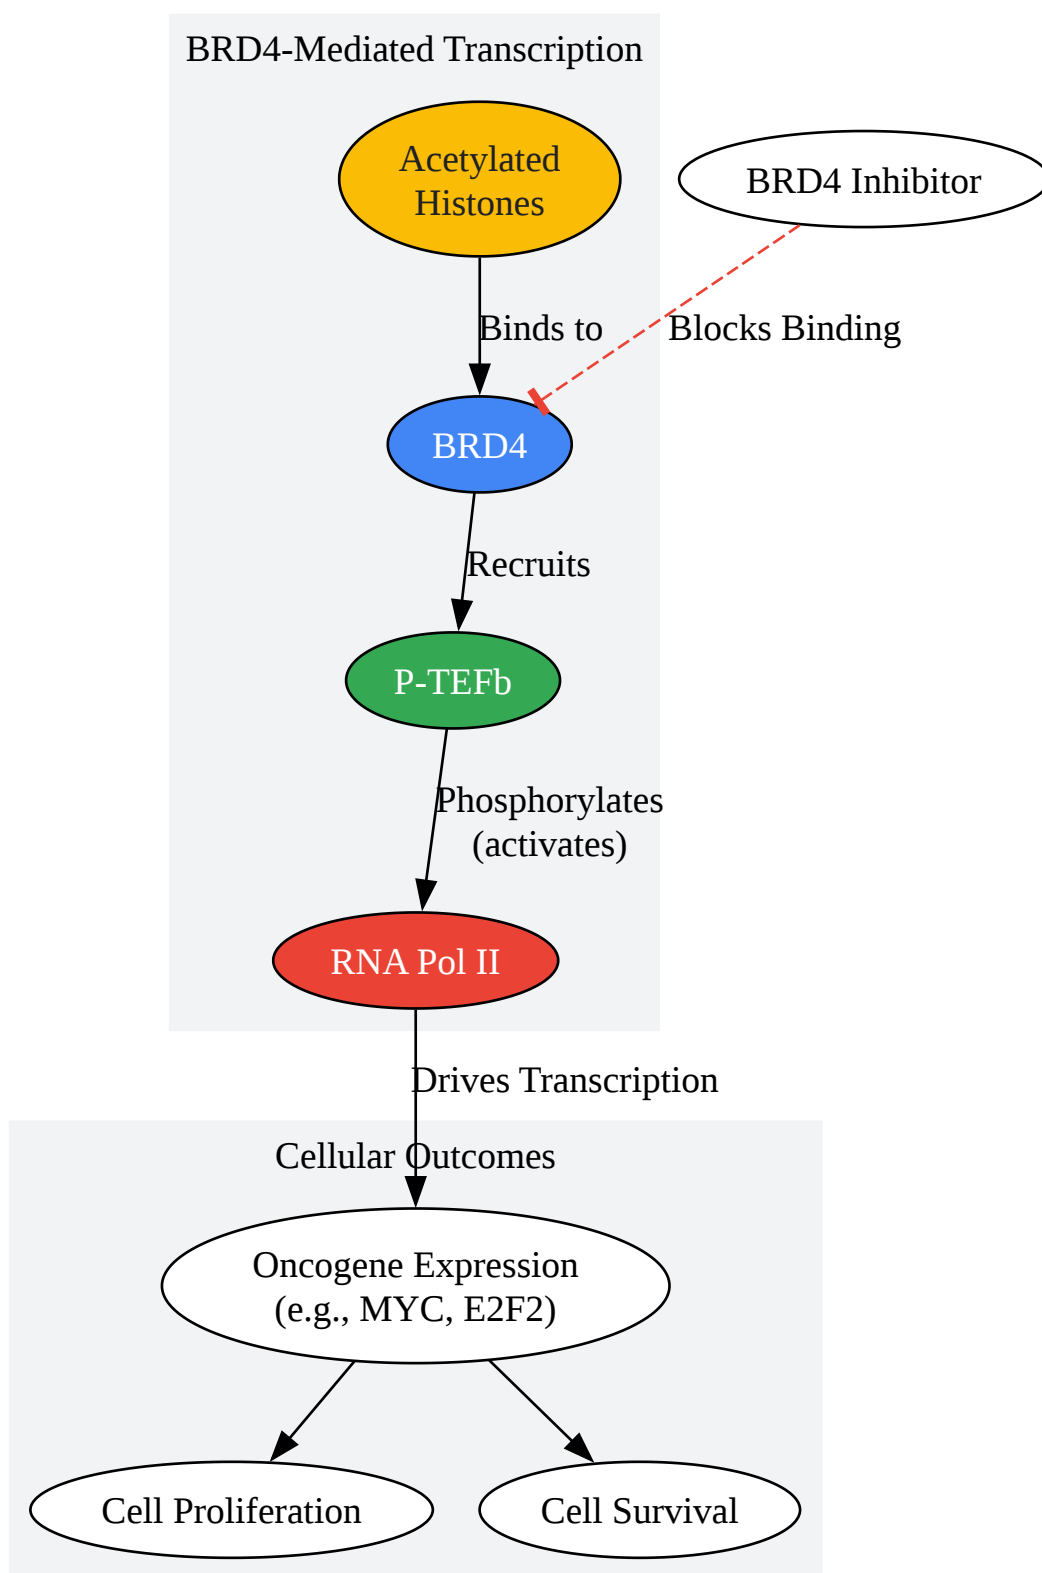 BRD4-Mediated Transcription
Acetylated
Histones
BRD4 Inhibitor
Binds to
Blocks Binding
BRD4
Recruits
P-TEFb
Phosphorylates
(activates)
RNA Pol II
Drives Transcription
Cellular Outcomes
Oncogene Expression
(e.g., MYC, E2F2)
Cell Proliferation
Cell Survival